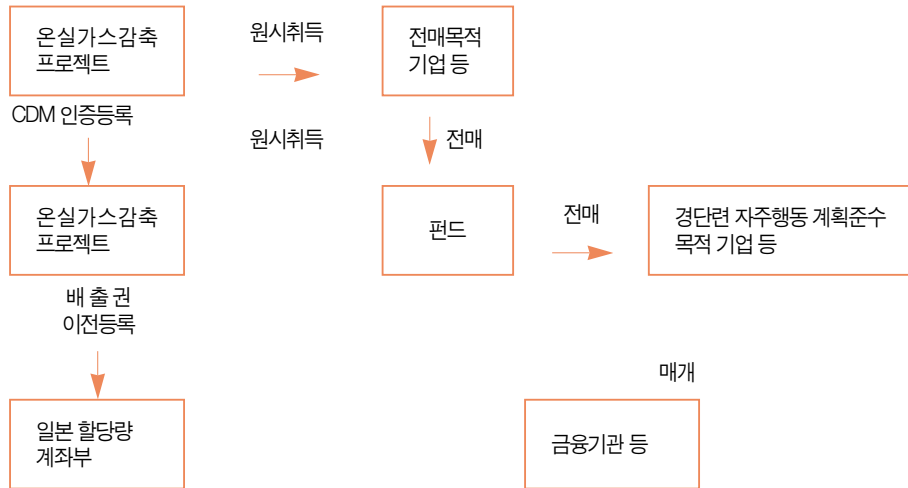 온실가스감축
프로젝트
원시취득
전매목적
기업 등
CDM 인증등록
원시취득
전매
온실가스감축
프로젝트
펀드
전매
경단련 자주행동 계획준수
목적 기업 등
배 출 권
이전등록
매개
일본 할당량
계좌부
금융기관 등